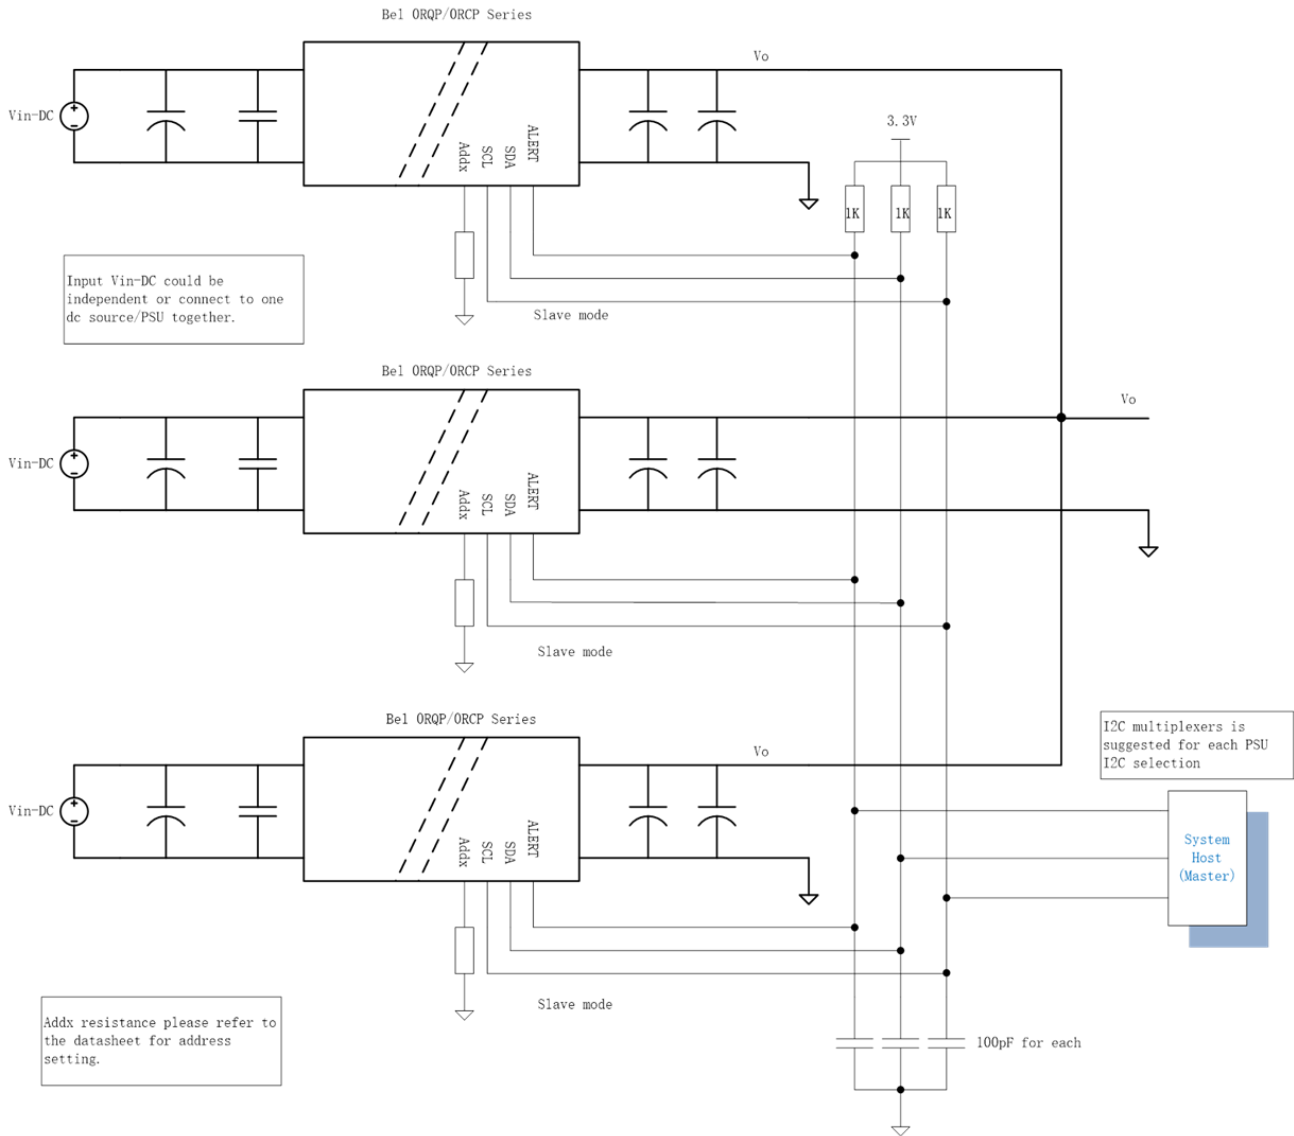 Bel ORQP/ORCP Series
Vo
Vin-DC
+
-
Addx
SCL
SDA
ALERT
3.3V
1K
1K
1K
Input Vin-DC could be
independent or connect to one
dc source/PSU together.
Slave mode
Bel ORQP/ORCP Series
Vo
Vin-DC
+
-
Addx
SCL
SDA
ALERT
Slave mode
Bel ORQP/ORCP Series
Vo
I2C multiplexers is
suggested for each PSU
I2C selection
Vin-DC
+
-
Addx
SCL
SDA
ALERT
System
Host
(Master)
Slave mode
Addx resistance please refer to
the datasheet for address
setting.
100pF for each